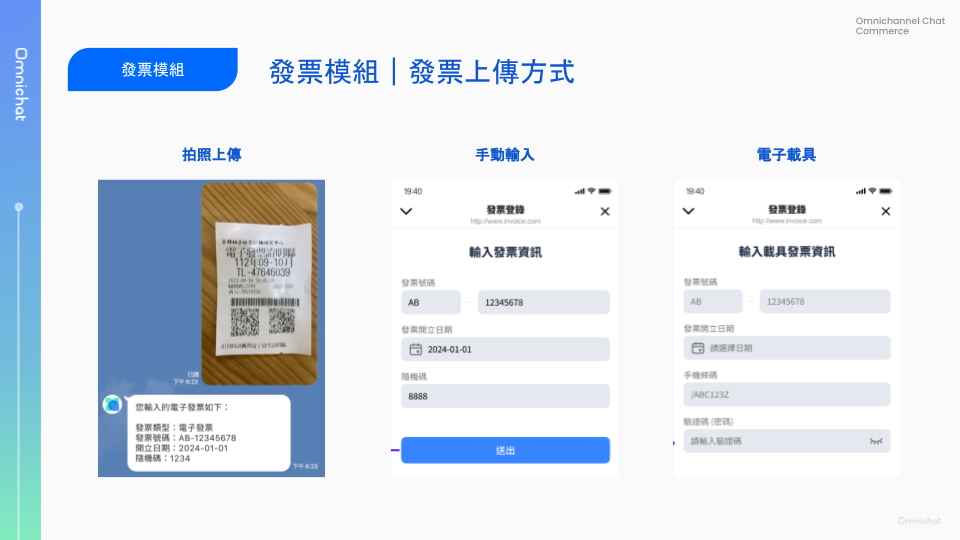 Omnichannel Chat
Commerce
Omnichat
發票模組
發票模組｜發票上傳方式
拍照上傳
電子發票證明聯
112年09-10月
TL-47646039
已讀
下午 6:22
您輸入的電子發票如下：
發票類型：電子發票
發票號碼：AB-12345678
開立日期：2024-01-01
隨機碼：1234
下午 6:23
手動輸入
19:40
發票登錄
http://www.invoice.com
輸入發票資訊
發票號碼
AB
12345678
發票開立日期
2024-01-01
隨機碼
8888
送出
電子載具
19:40
發票登錄
http://www.invoice.com
輸入載具發票資訊
發票號碼
AB
12345678
發票開立日期
請選擇日期
手機條碼
/ABC123Z
驗證碼 (密碼)
請輸入驗證碼
Omnichat